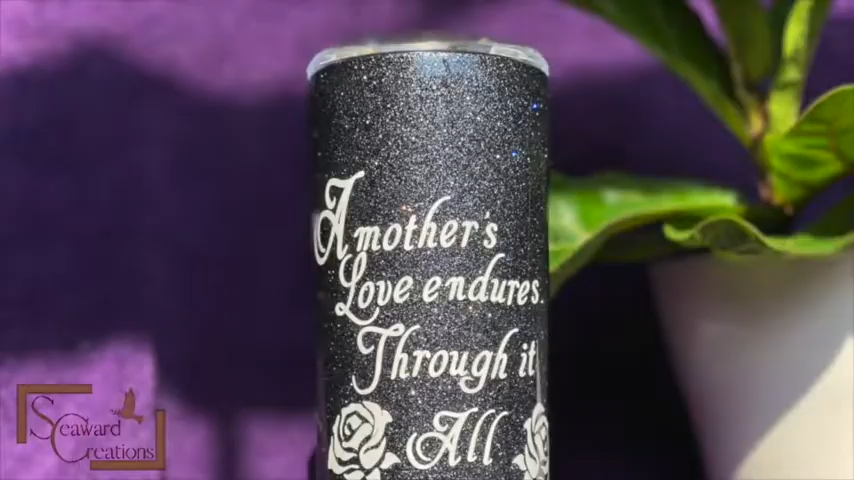 A mother's
Love endures.
Through it
All
Seaward
Creations